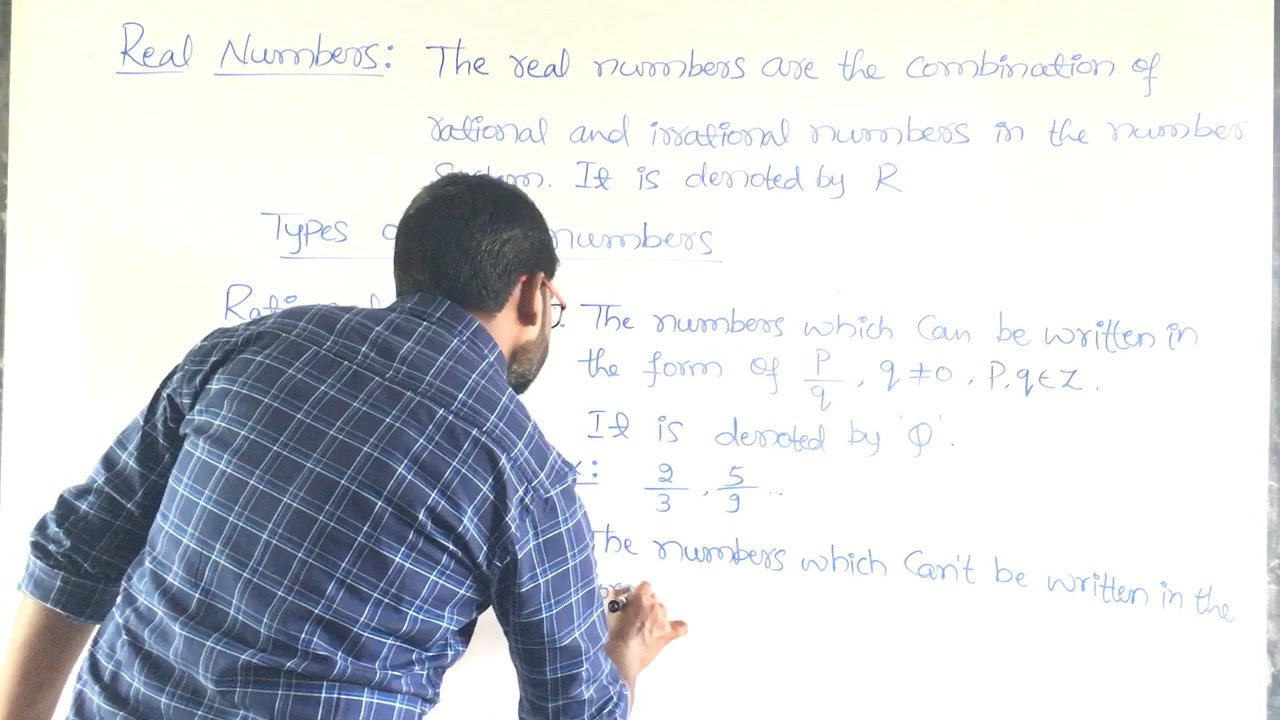 Real Numbers: The real numbers are the combination of
rational and irrational numbers in the number
It is denoted by R
Types numbers
The numbers which can be written in
the form of P/q, q ≠ 0, P, q ∈ Z.
It is denoted by 'Q'.
x: 2/3, 5/9 ...
The numbers which Can't be written in the